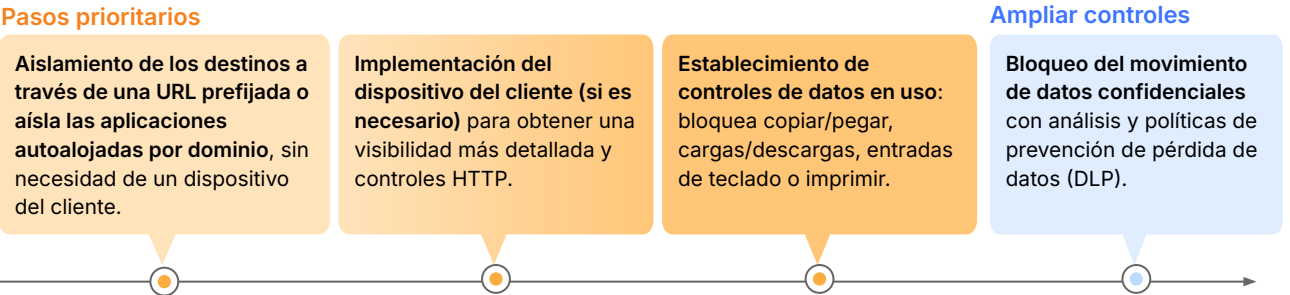 Pasos prioritarios
Aislamiento de los destinos a
través de una URL prefijada o
aísla las aplicaciones
autoalojadas por dominio, sin
necesidad de un dispositivo
del cliente.
Implementación del
dispositivo del cliente (si es
necesario) para obtener una
visibilidad más detallada y
controles HTTP.
Establecimiento de
controles de datos en uso:
bloquea copiar/pegar,
cargas/descargas, entradas
de teclado o imprimir.
Ampliar controles
Bloqueo del movimiento
de datos confidenciales
con análisis y políticas de
prevención de pérdida de
datos (DLP).